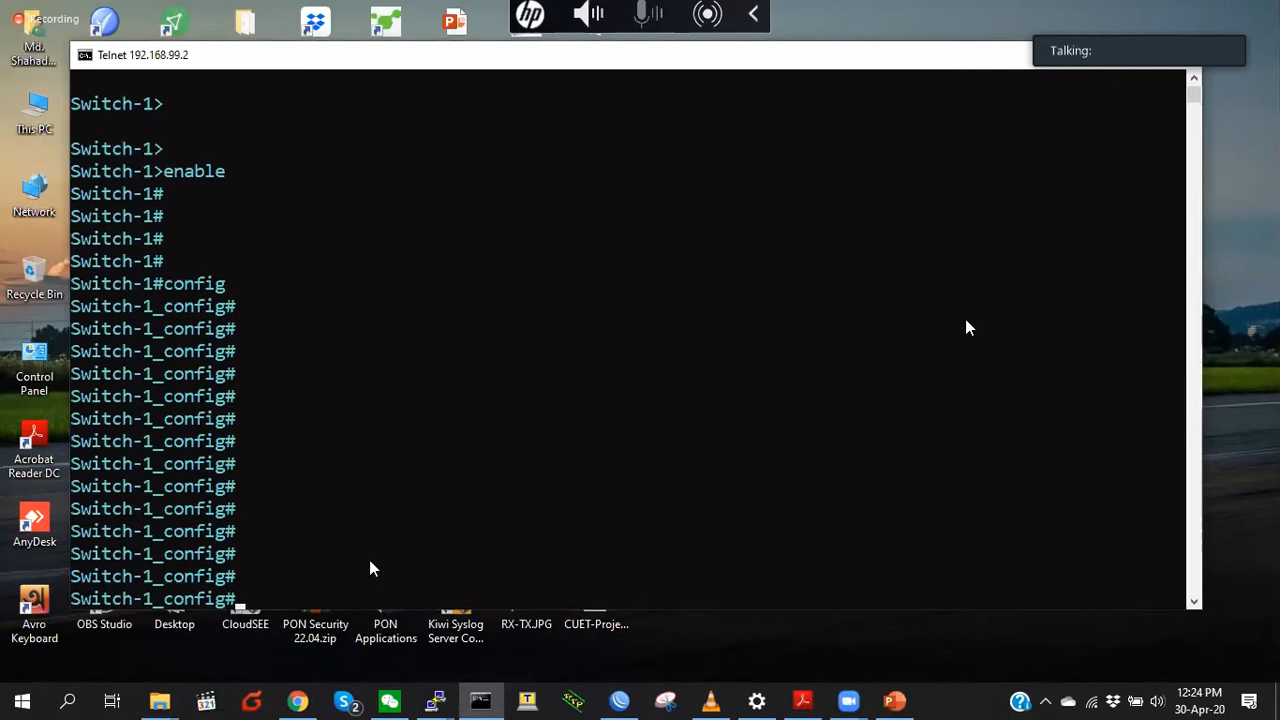 Recording
Talking:
Md.
Shahad...
Telnet 192.168.99.2
Switch-1>
Switch-1>
Switch-1>enable
Switch-1#
Switch-1#
Switch-1#
Switch-1#
Switch-1#config
Switch-1_config#
Switch-1_config#
Switch-1_config#
Switch-1_config#
Switch-1_config#
Switch-1_config#
Switch-1_config#
Switch-1_config#
Switch-1_config#
Switch-1_config#
Switch-1_config#
Switch-1_config#
Switch-1_config#
Switch-1_config#
This PC
Network
Recycle Bin
Control
Panel
Acrobat
Reader DC
AnyDesk
Avro
Keyboard
OBS Studio
Desktop
CloudSEE
PON Security
22.04.zip
PON
Applications
Kiwi Syslog
Server Co...
RX-TX.JPG
CUET-Proje...
12:24 PM
30-Apr-20